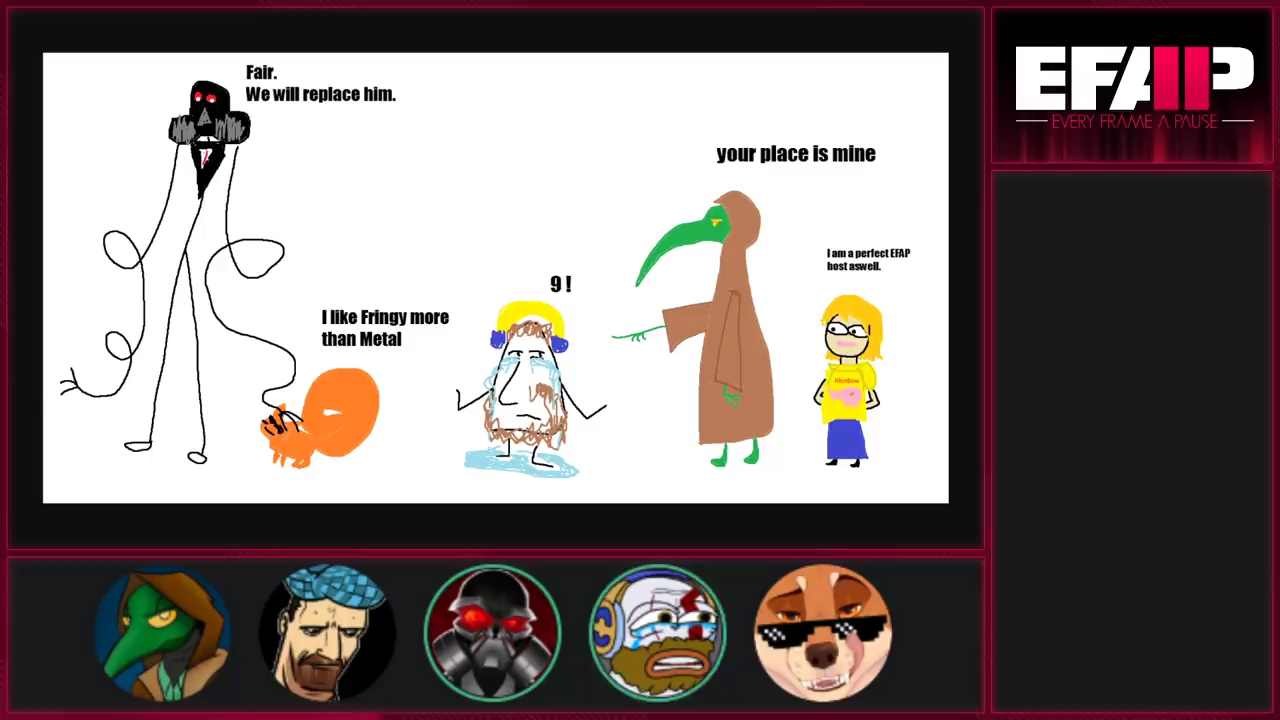 Fair.
We will replace him.
I like Fringy more
than Metal
9 !
your place is mine
I am a perfect EFAP
host aswell.
Rainbow
EFAP
EVERY FRAME A PAUSE